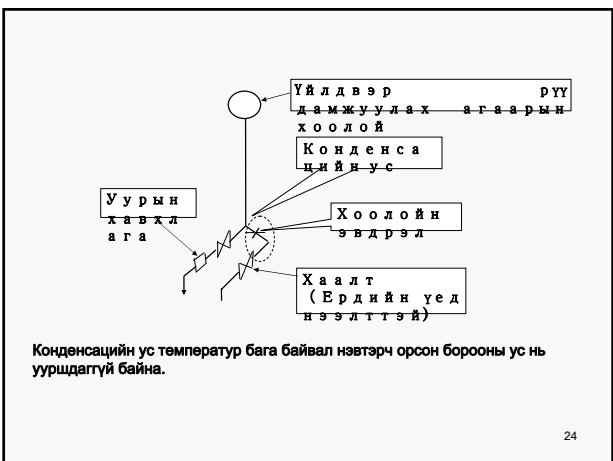 Үйлдвэр рүү
дамжуулах агаарын
хоолой
Конденса
цийн ус
Уурын
хавхл
ага
Хоолойн
эвдрэл
Хаалт
(Ердийн үед
нээлттэй)
Конденсацийн ус температур бага байвал нэвтэрч орсон борооны ус нь
ууршдаггүй байна.
24